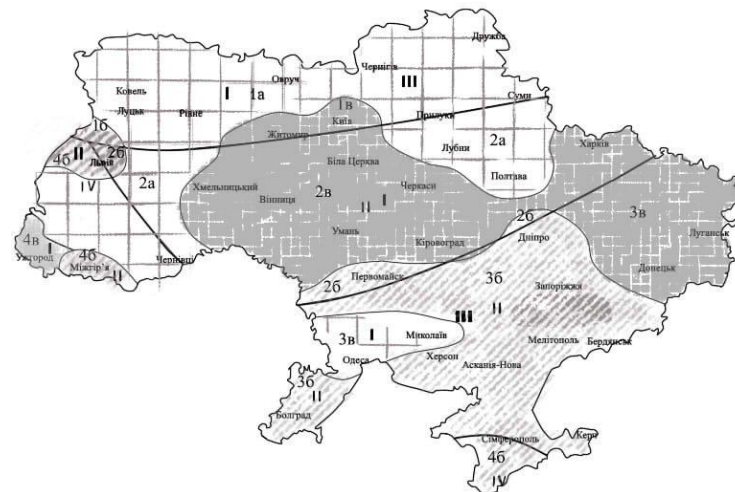 Дружба
Чернігів
III
Овруч
Ковель
I
1а
Суми
Луцьк
Рівне
1в
Прилуки
Київ
1б
Житомир
Харків
4б
II
2б
Львів
Лубни
2а
Біла Церква
2а
IV
Полтава
Хмельницький
Черкаси
2в
I
Вінниця
II
3в
Умань
2б
Луганськ
4в
I
4б
Кіровоград
Дніпро
Ужгород
Міжгір'я
Чернівці
II
Донецьк
2б
Первомайск
3б
Запоріжжя
II
III
3в
I
Миколаїв
Мелітополь
Бердянськ
Одеса
Херсон
Асканія-Нова
3б
II
Болград
Сімферополь
Керч
4б
IV